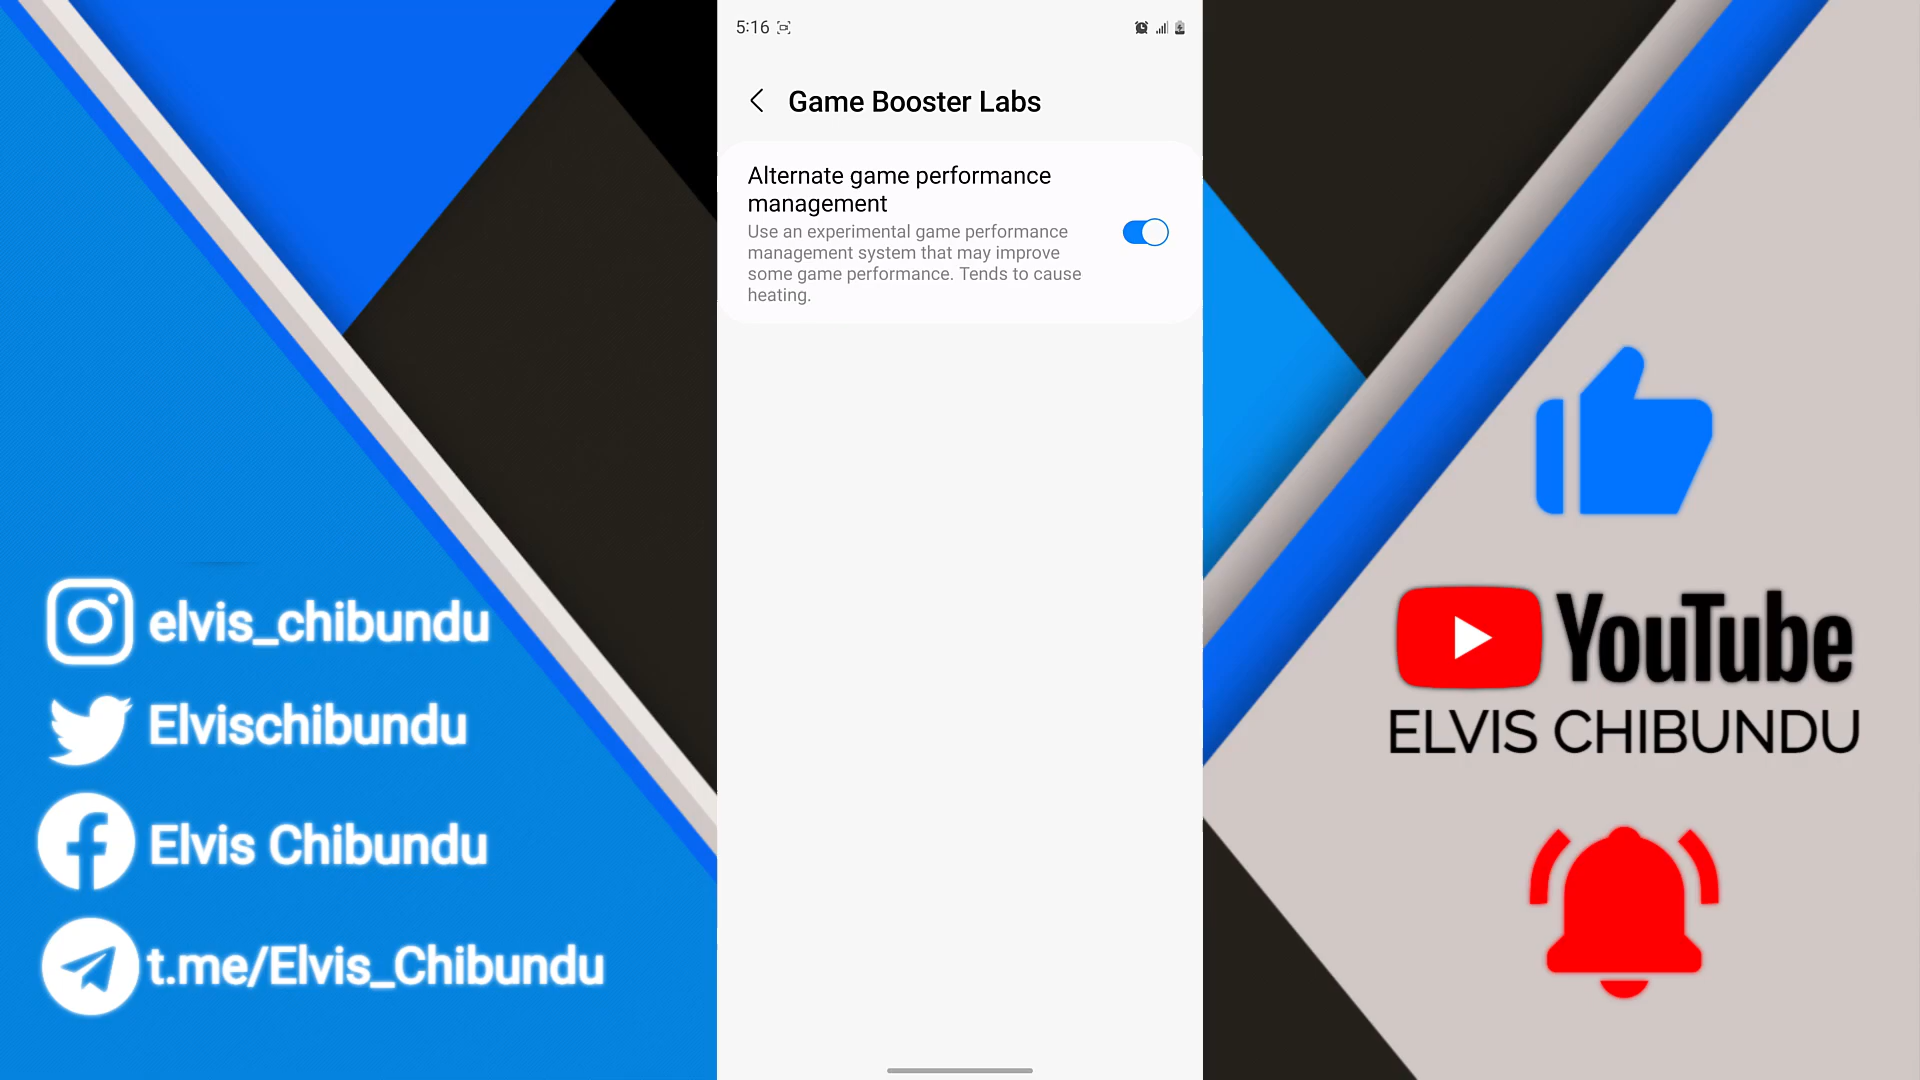 5:16
Game Booster Labs
Alternate game performance
management
Use an experimental game performance
management system that may improve
some game performance. Tends to cause
heating.
elvis_chibundu
Elvischibundu
Elvis Chibundu
t.me/Elvis_Chibundu
YouTube
ELVIS CHIBUNDU